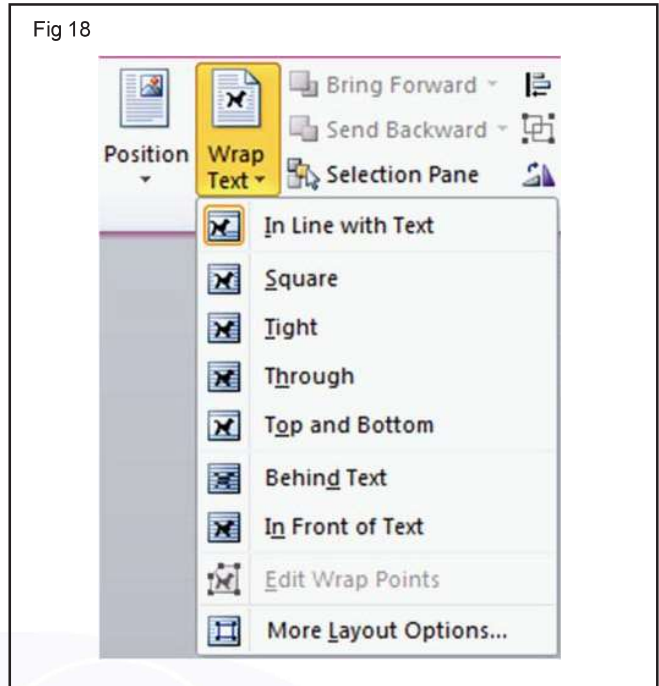 Fig 18
Position
Wrap
Text
Bring Forward
Send Backward
Selection Pane
In Line with Text
Square
Tight
Through
Top and Bottom
Behind Text
In Front of Text
Edit Wrap Points
More Layout Options...